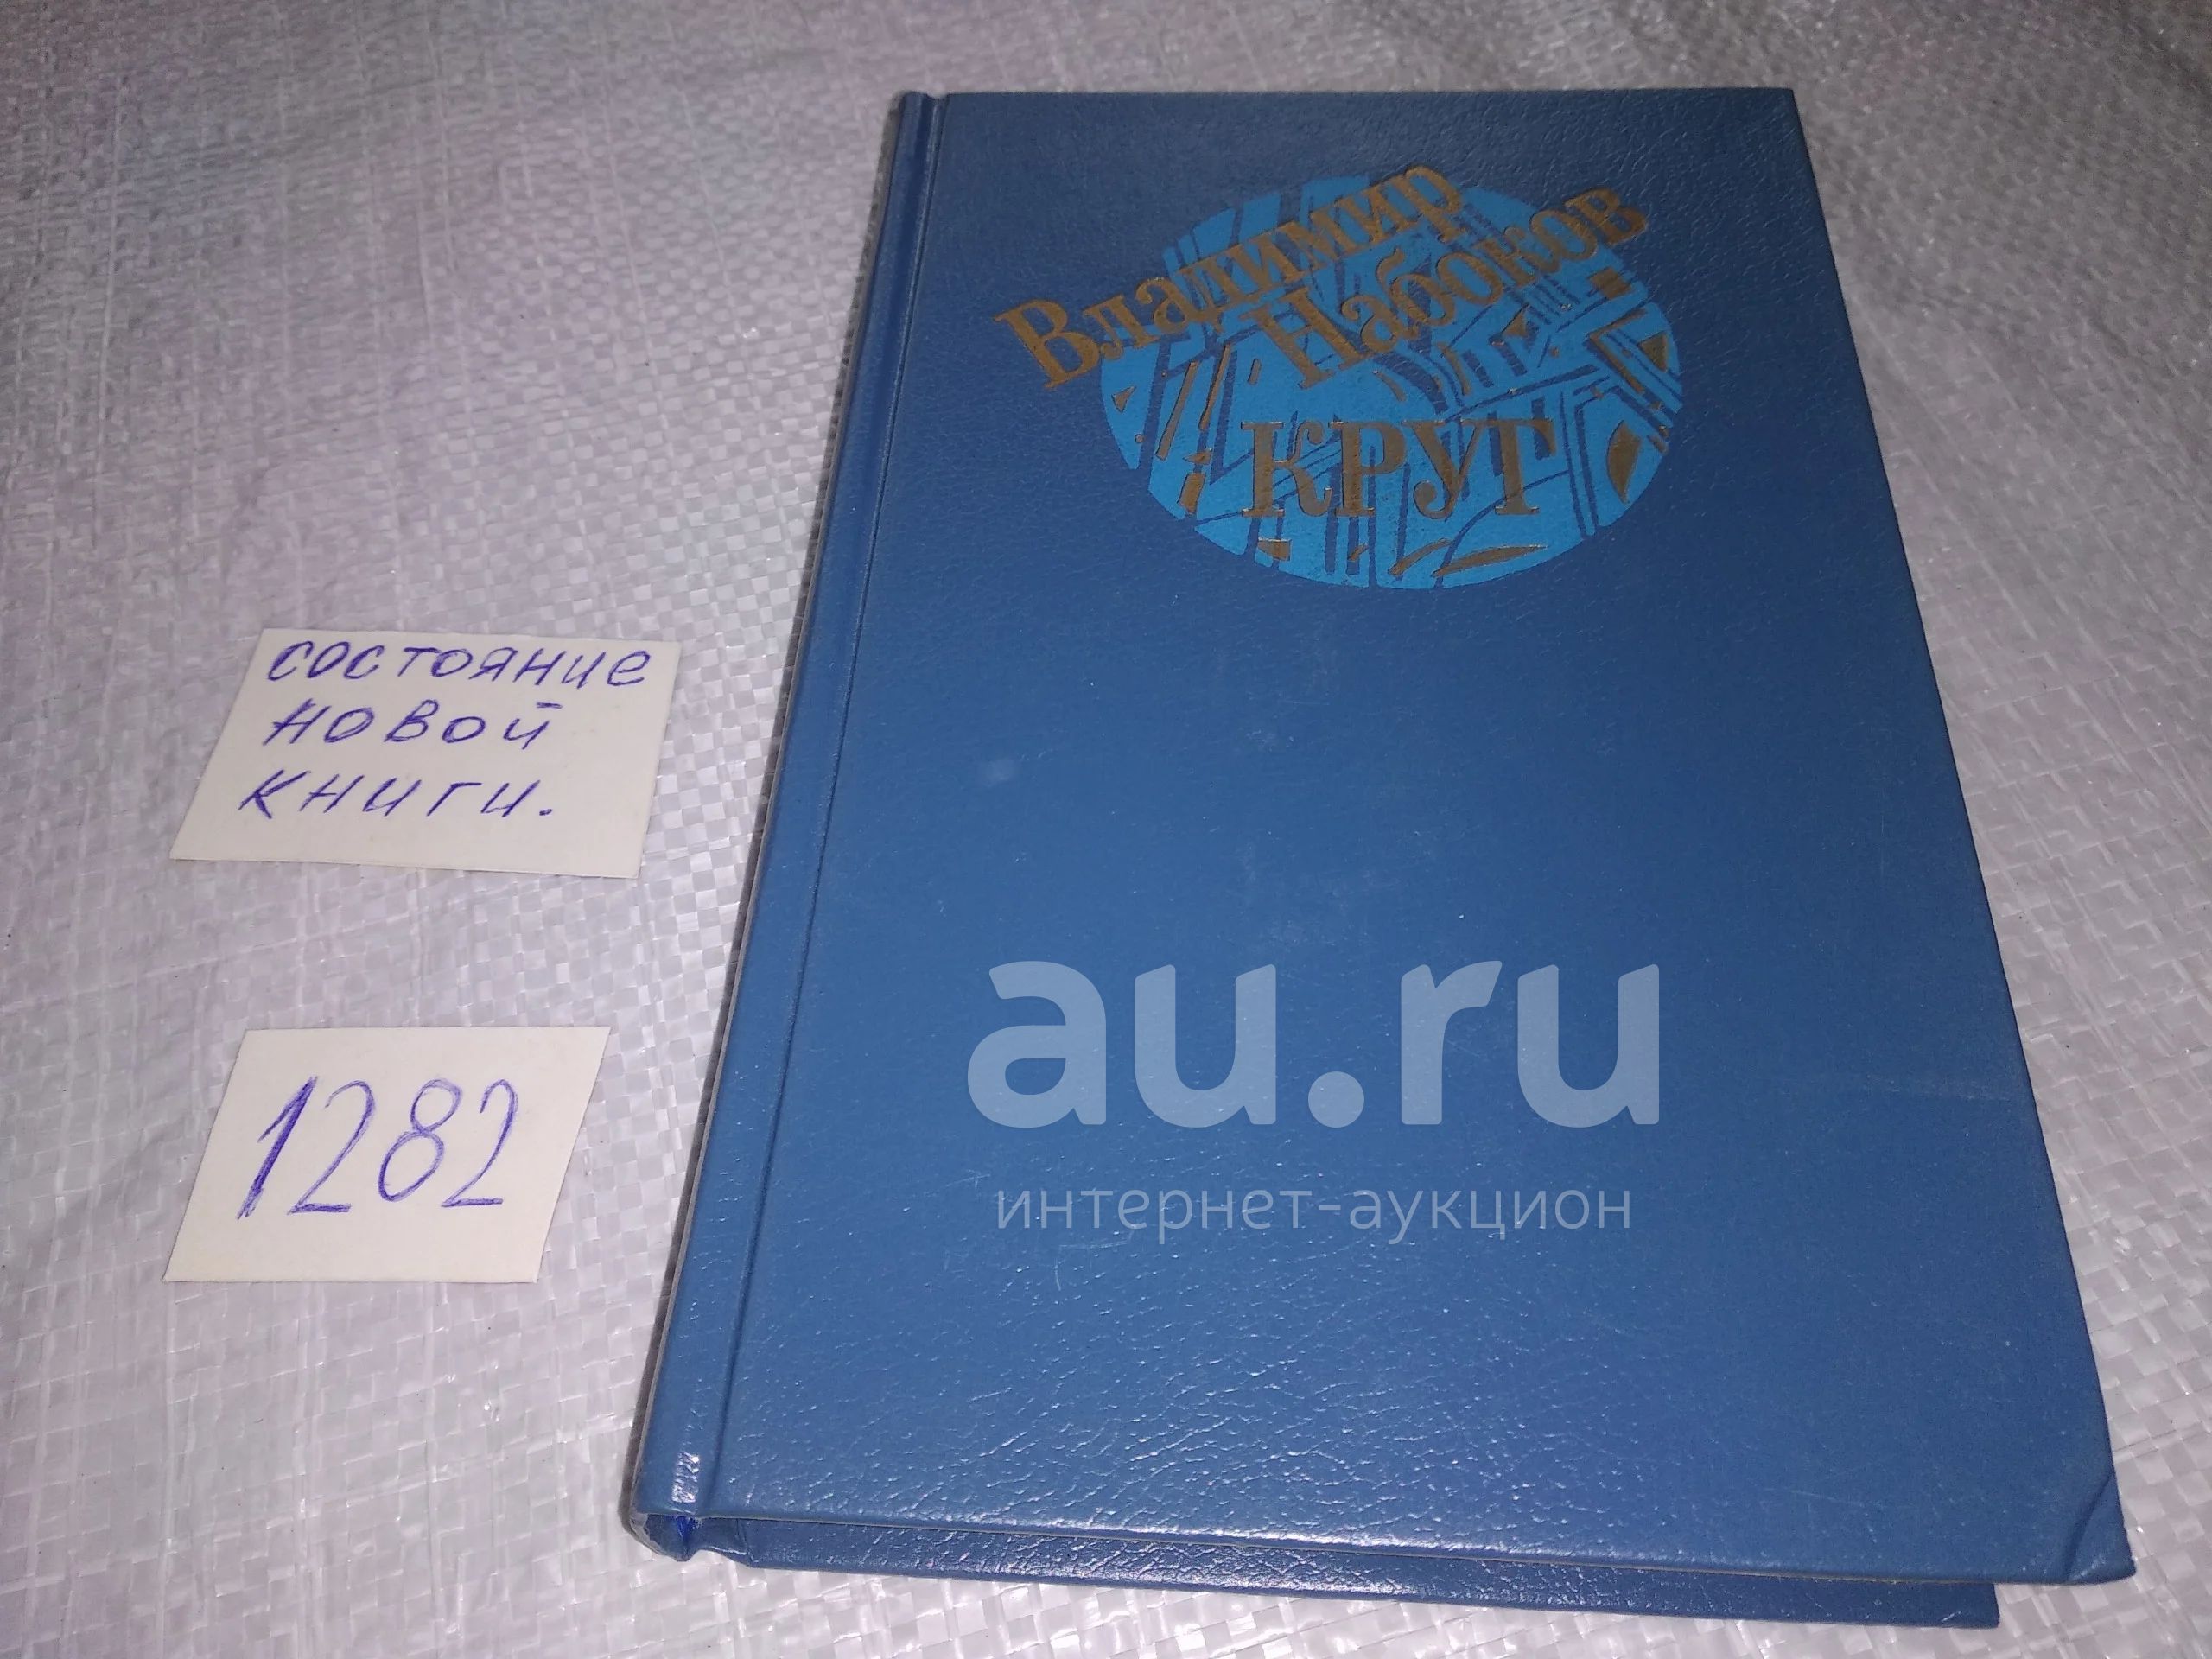 Владимир
Набоков
КРУГ
состояние
новой
книги.
1282
au.ru
интернет-аукцион